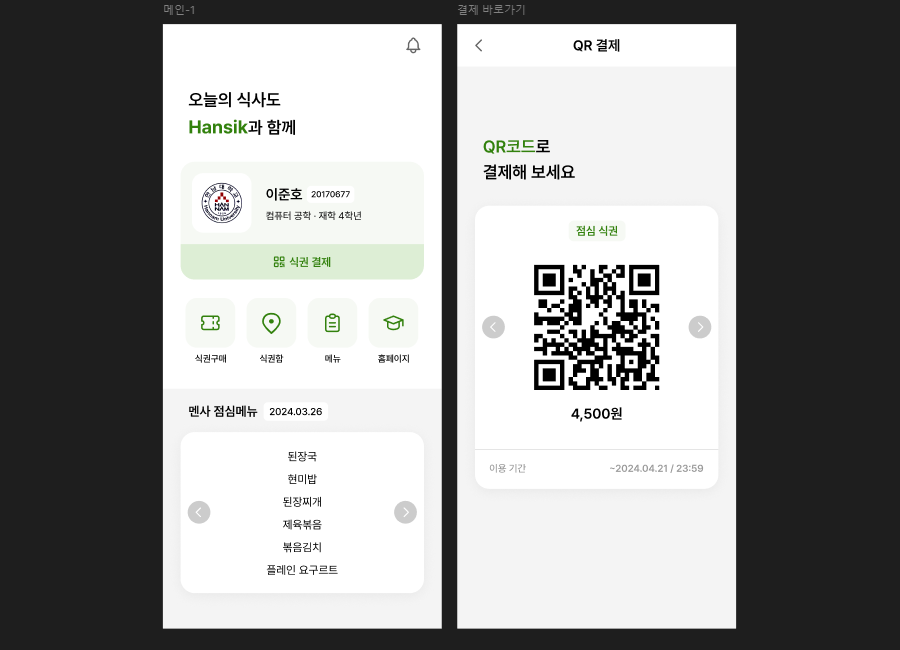 메인-1
오늘의 식사도
Hansik과 함께
한남대학교
HAN
NAM
Hannam University
이준호 20170677
컴퓨터 공학 · 재학 4학년
식권 결제
식권구매 식권함 메뉴 홈페이지
멘사 점심메뉴 2024.03.26
된장국
현미밥
된장찌개
제육볶음
볶음김치
플레인 요구르트
결제 바로가기
QR 결제
QR코드로
결제해 보세요
점심 식권
4,500원
이용 기간 ~2024.04.21 / 23:59